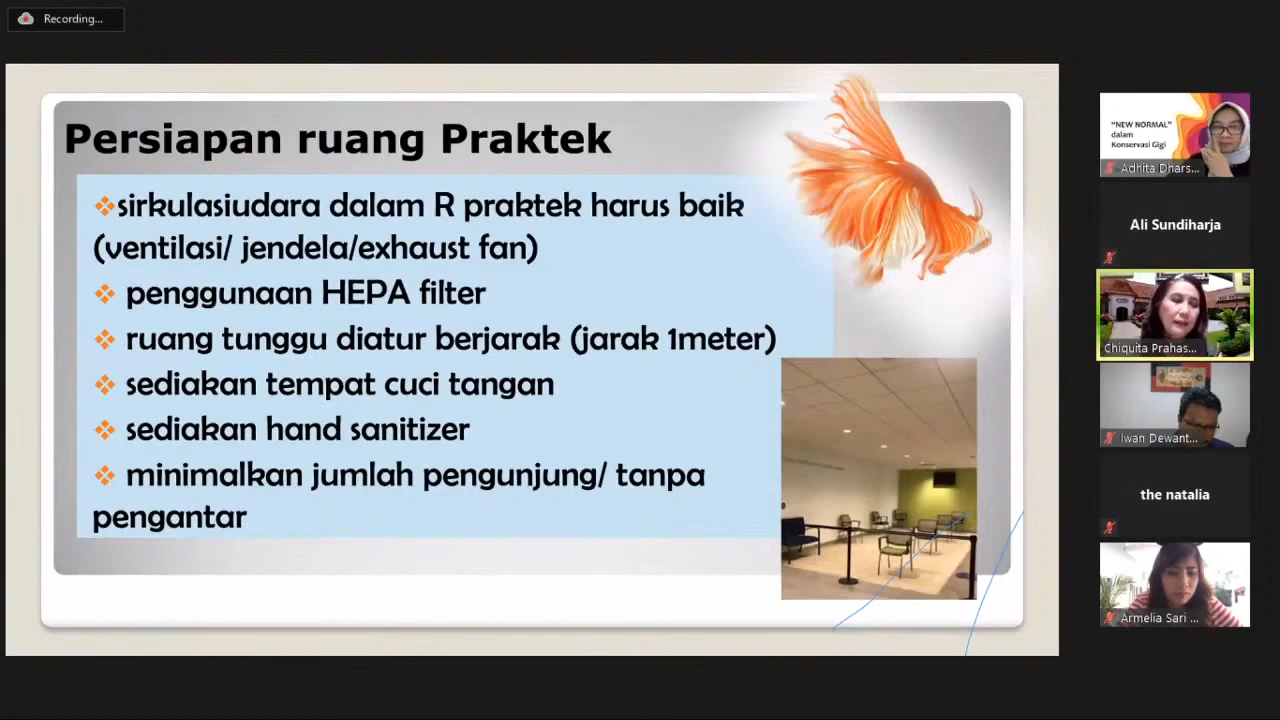 Recording...
Persiapan ruang Praktek
❖sirkulasiudara dalam R praktek harus baik
(ventilasi/ jendela/exhaust fan)
❖ penggunaan HEPA filter
❖ ruang tunggu diatur berjarak (jarak 1meter)
❖ sediakan tempat cuci tangan
❖ sediakan hand sanitizer
❖ minimalkan jumlah pengunjung/ tanpa
pengantar
“NEW NORMAL”
dalam
Konservasi Gigi
Adhita Dhars...
Ali Sundiharja
Chiquita Prahas...
Iwan Dewant...
the natalia
Armelia Sari ...